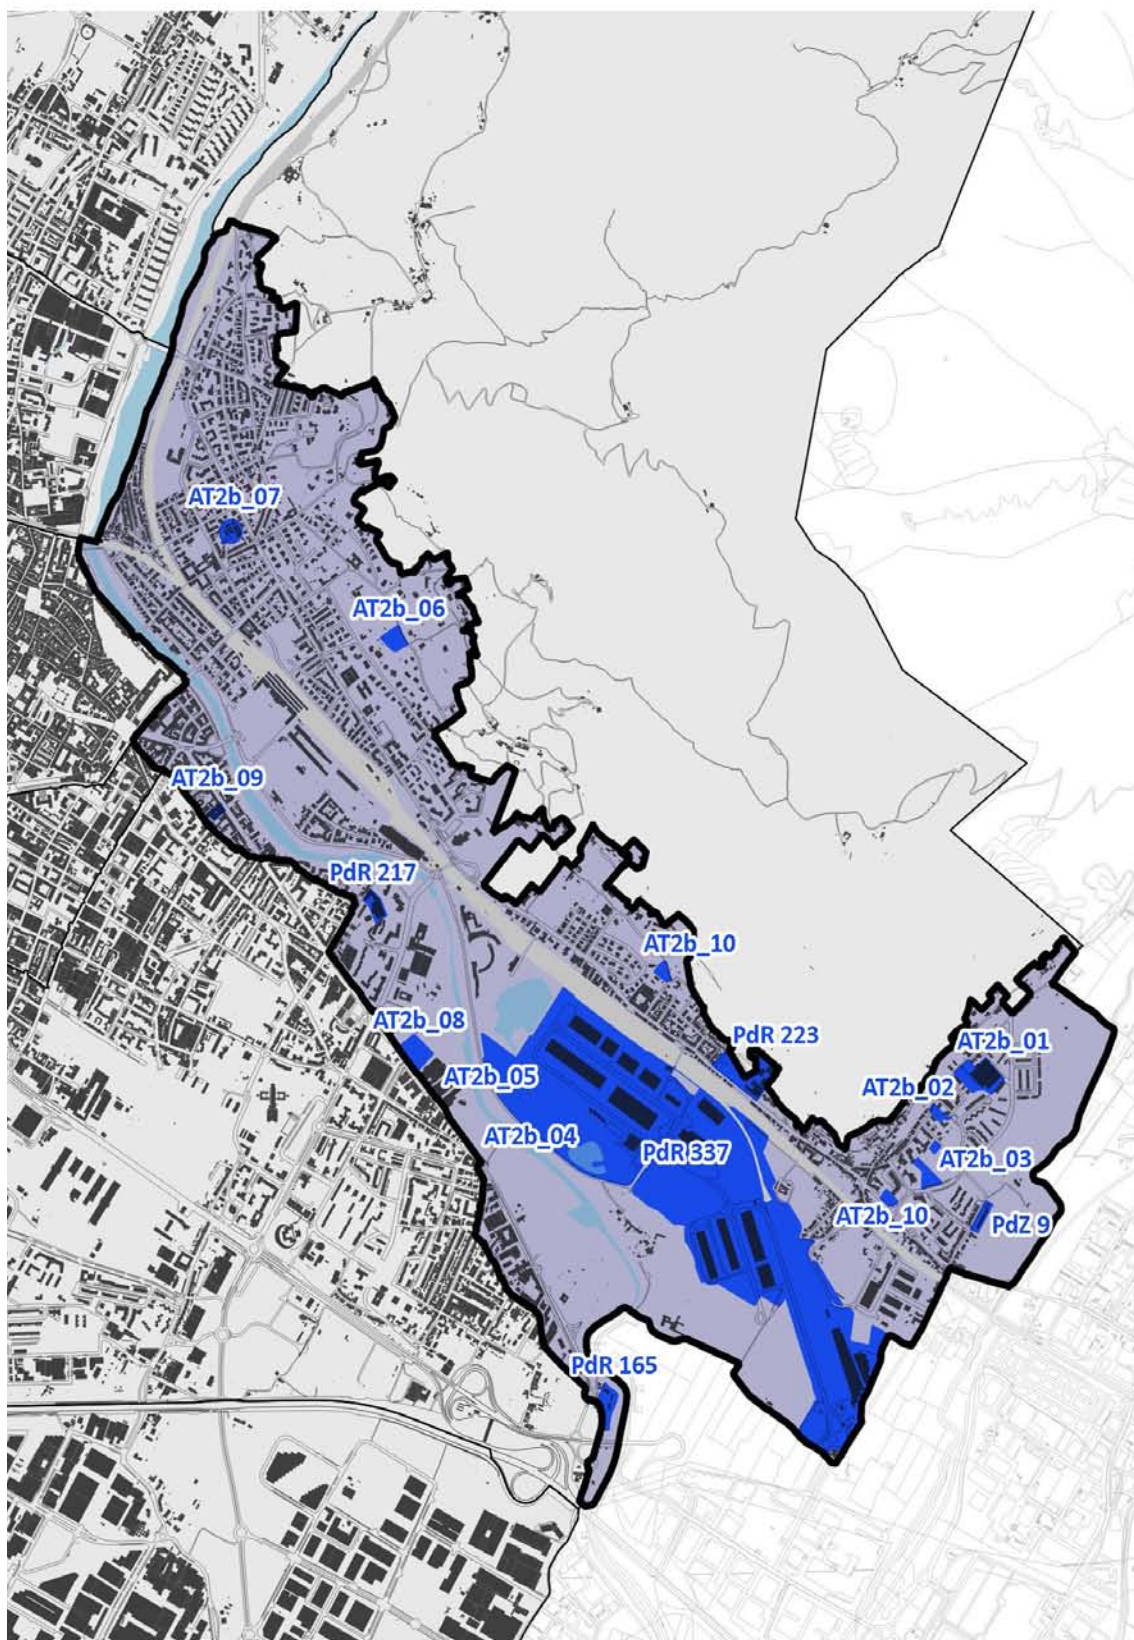 AT2b_07
AT2b_06
AT2b_09
PdR 217
AT2b_10
AT2b_08
PdR 223
AT2b_01
AT2b_05
AT2b_02
AT2b_04
PdR 337
AT2b_03
AT2b_10
PdZ 9
PdR 165